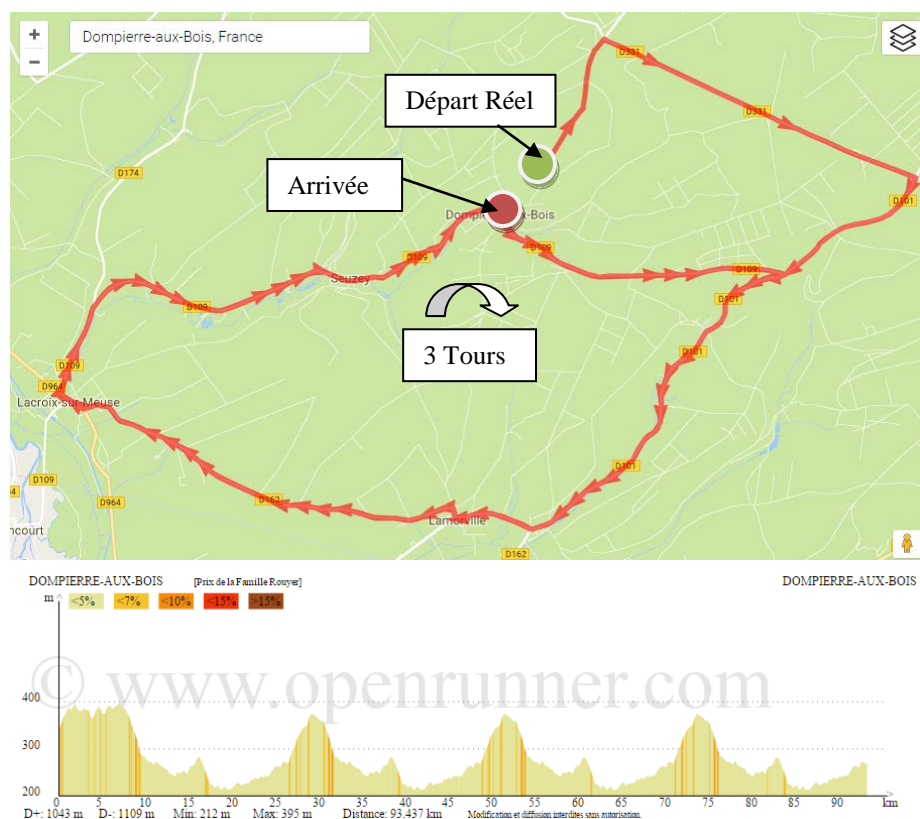 +
−
Dompierre-aux-Bois, France
D331
Départ Réel
D331
D174
Arrivée
D101
Dompierre-aux-Bois
D109
D109
D109
Seuzey
D101
D109
3 Tours
D101
D109
D964
Lacroix-sur-Meuse
D101
D109
D162
D964
Lamorville
D162
DOMPIERRE-AUX-BOIS [Prix de la Famille Rouyer] DOMPIERRE-AUX-BOIS
m <5% <7% <10% <15% >15%
© www.openrunner.com
400
300
200
0 5 10 15 20 25 30 35 40 45 50 55 60 65 70 75 80 85 90 km
D+: 1043 m D-: 1109 m Min: 212 m Max: 395 m Distance: 93.437 km Modification et diffusion interdites sans autorisation.